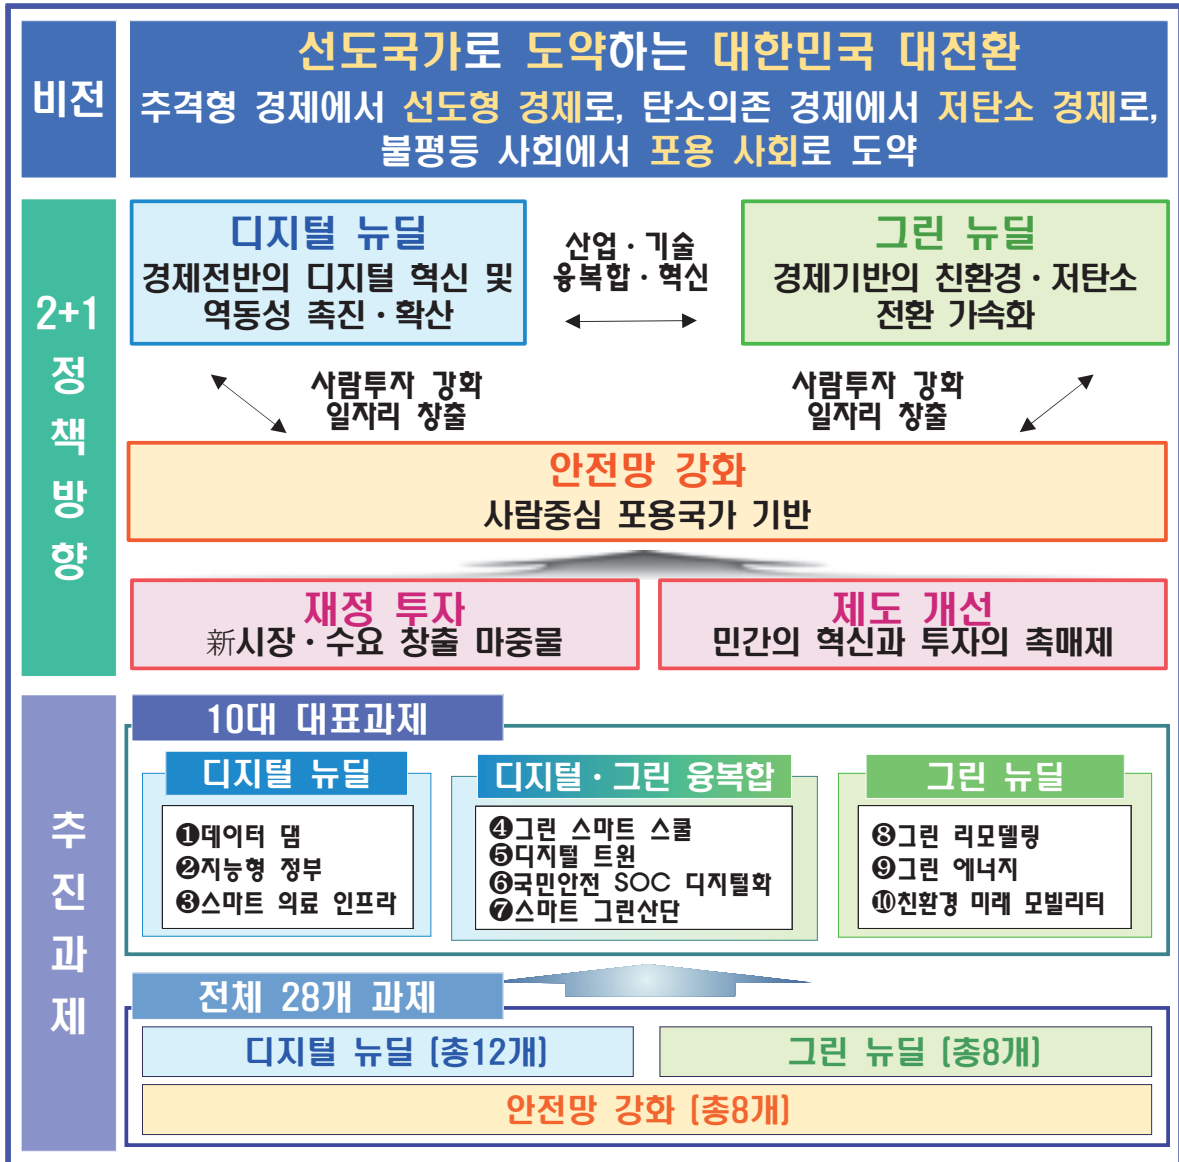 비전
선도국가로 도약하는 대한민국 대전환
추격형 경제에서 선도형 경제로, 탄소의존 경제에서 저탄소 경제로,
불평등 사회에서 포용 사회로 도약
2+1
정
책
방
향
디지털 뉴딜
경제전반의 디지털 혁신 및
역동성 촉진·확산
산업·기술
융복합·혁신
그린 뉴딜
경제기반의 친환경·저탄소
전환 가속화
사람투자 강화
일자리 창출
사람투자 강화
일자리 창출
안전망 강화
사람중심 포용국가 기반
재정 투자
新시장·수요 창출 마중물
제도 개선
민간의 혁신과 투자의 촉매제
추
진
과
제
10대 대표과제
디지털 뉴딜
❶데이터 댐
❷지능형 정부
❸스마트 의료 인프라
디지털·그린 융복합
❹그린 스마트 스쿨
❺디지털 트윈
❻국민안전 SOC 디지털화
❼스마트 그린산단
그린 뉴딜
❽그린 리모델링
❾그린 에너지
❿친환경 미래 모빌리티
전체 28개 과제
디지털 뉴딜 (총12개)
그린 뉴딜 (총8개)
안전망 강화 (총8개)